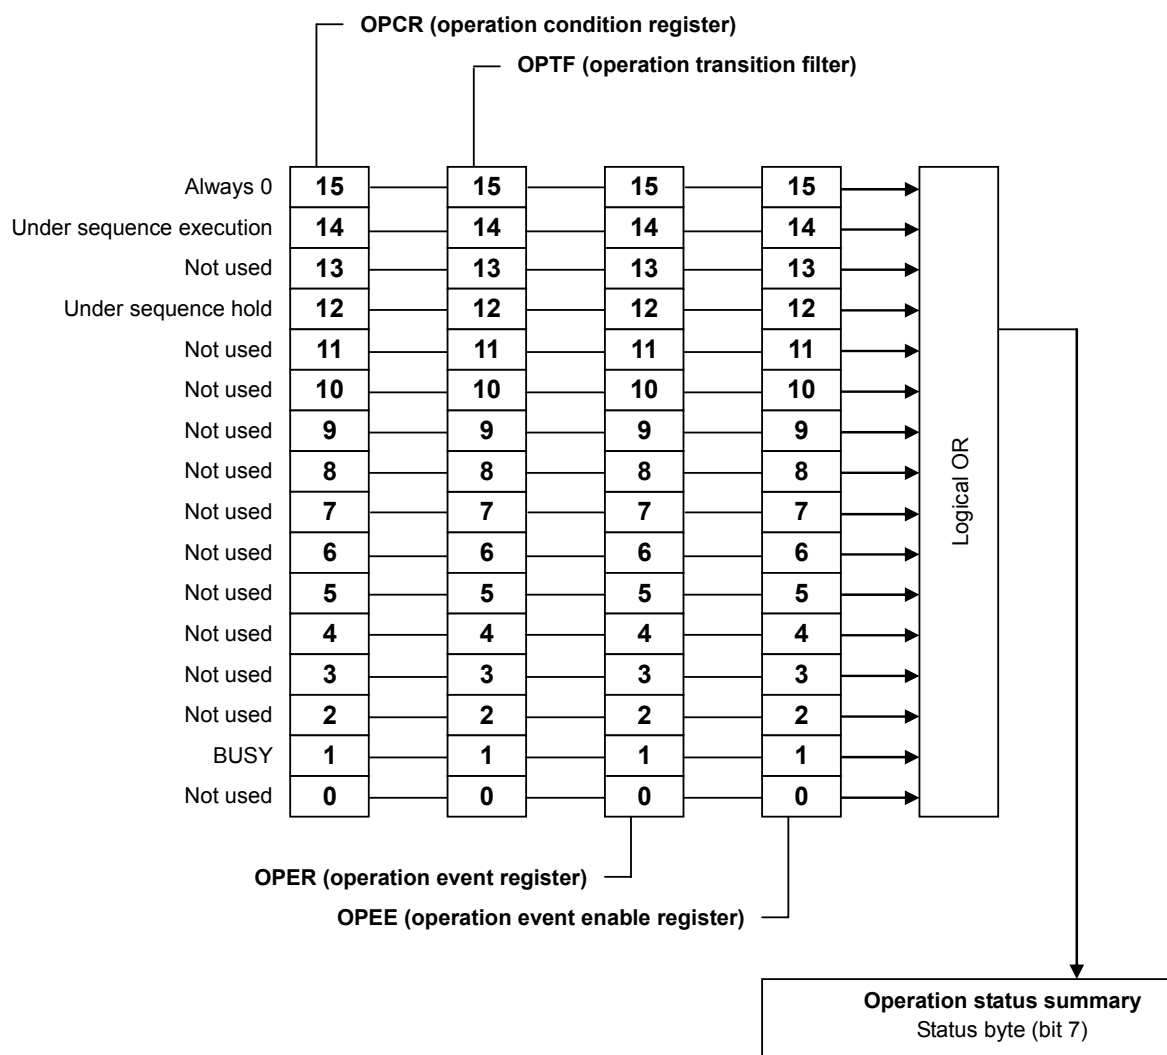 OPCR (operation condition register)
OPTF (operation transition filter)
Always 0 15 15 15 15
Under sequence execution 14 14 14 14
Not used 13 13 13 13
Under sequence hold 12 12 12 12
Not used 11 11 11 11
Not used 10 10 10 10
Not used 9 9 9 9
Not used 8 8 8 8
Not used 7 7 7 7
Not used 6 6 6 6
Not used 5 5 5 5
Not used 4 4 4 4
Not used 3 3 3 3
Not used 2 2 2 2
BUSY 1 1 1 1
Not used 0 0 0 0
Logical OR
OPER (operation event register)
OPEE (operation event enable register)
Operation status summary
Status byte (bit 7)